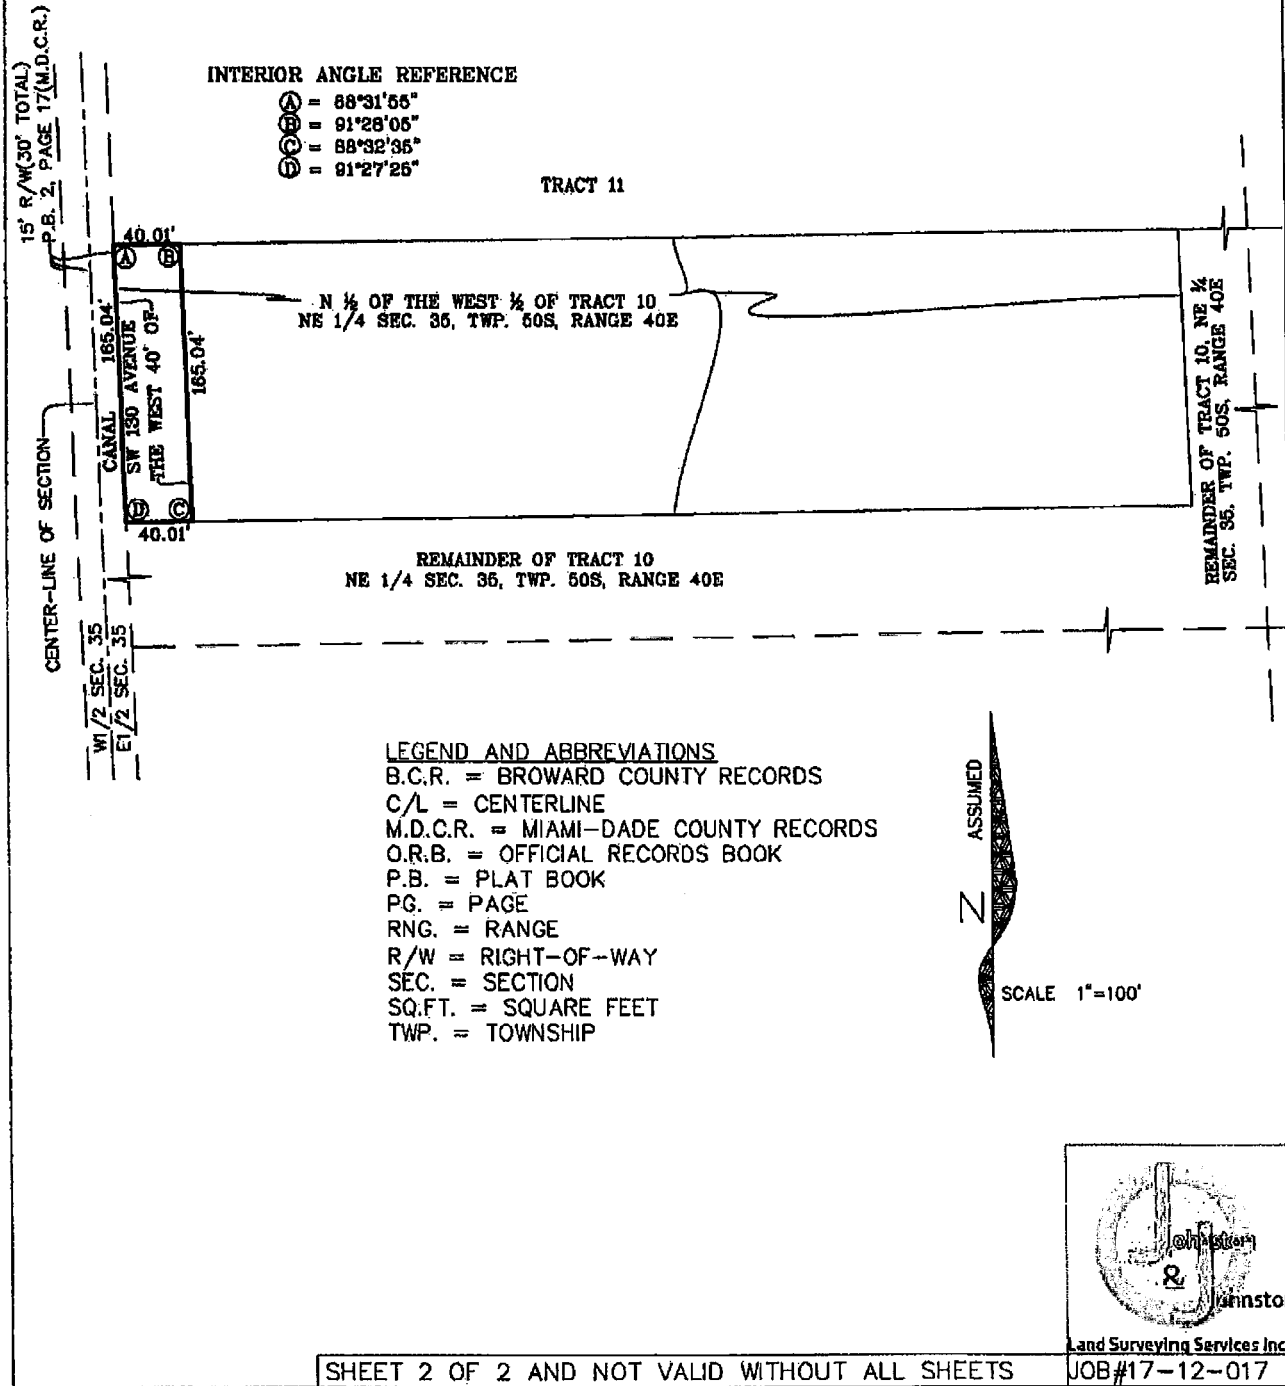 15' R/W(30' TOTAL)
P.B. 2, PAGE 17(M.D.C.R.)
INTERIOR ANGLE REFERENCE
Ⓐ = 88°31'55"
Ⓑ = 91°28'05"
Ⓒ = 88°32'35"
Ⓓ = 91°27'25"
TRACT 11
40.01'
A B
N ½ OF THE WEST ½ OF TRACT 10
NE 1/4 SEC. 35, TWP. 50S, RANGE 40E
165.04'
165.04'
CANAL
SW 130 AVENUE
THE WEST 40' OF
D C
40.01'
CENTER-LINE OF SECTION
REMAINDER OF TRACT 10, NE ¼
SEC. 35, TWP. 50S, RANGE 40E
REMAINDER OF TRACT 10
NE 1/4 SEC. 35, TWP. 50S, RANGE 40E
W1/2 SEC. 35
E1/2 SEC. 35
LEGEND AND ABBREVIATIONS
B.C.R. = BROWARD COUNTY RECORDS
C/L = CENTERLINE
M.D.C.R. = MIAMI-DADE COUNTY RECORDS
O.R.B. = OFFICIAL RECORDS BOOK
P.B. = PLAT BOOK
PG. = PAGE
RNG. = RANGE
R/W = RIGHT-OF-WAY
SEC. = SECTION
SQ.FT. = SQUARE FEET
TWP. = TOWNSHIP
ASSUMED
N
SCALE 1"=100'
Johnston
&
Johnsto
Land Surveying Services Inc
SHEET 2 OF 2 AND NOT VALID WITHOUT ALL SHEETS
JOB#17-12-017